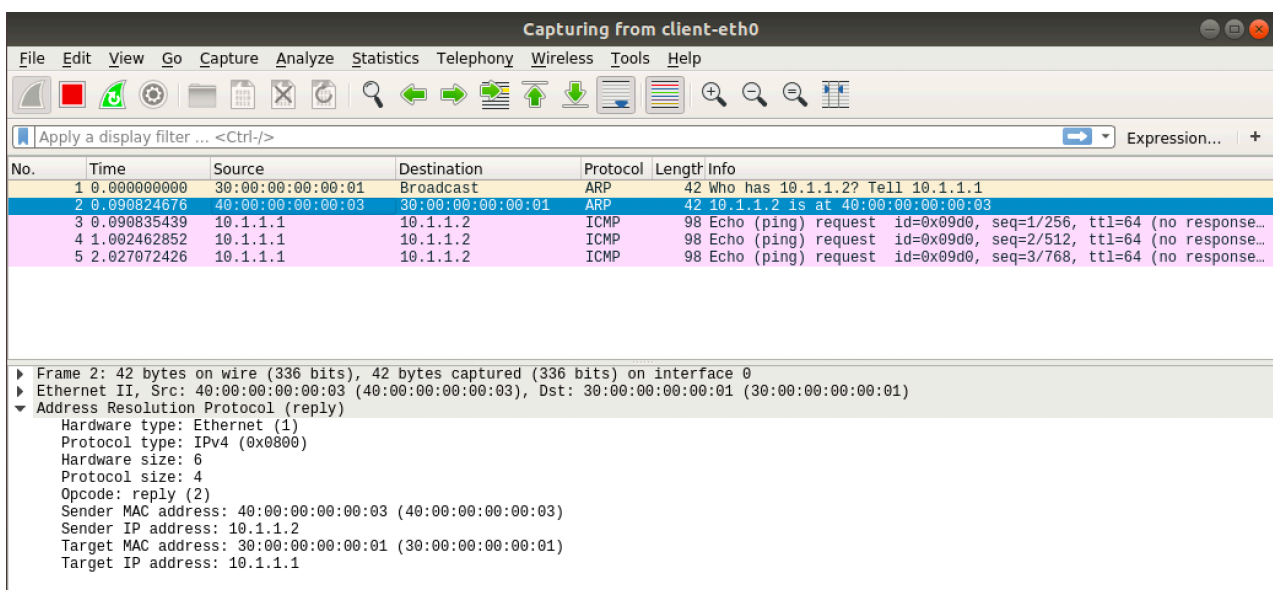 Capturing from client-eth0
File Edit View Go Capture Analyze Statistics Telephony Wireless Tools Help
Apply a display filter ... <Ctrl-/> Expression... +
No. Time Source Destination Protocol Length Info
1 0.000000000 30:00:00:00:00:01 Broadcast ARP 42 Who has 10.1.1.2? Tell 10.1.1.1
2 0.090824676 40:00:00:00:00:03 30:00:00:00:00:01 ARP 42 10.1.1.2 is at 40:00:00:00:00:03
3 0.090835439 10.1.1.1 10.1.1.2 ICMP 98 Echo (ping) request id=0x09d0, seq=1/256, ttl=64 (no response…
4 1.002462852 10.1.1.1 10.1.1.2 ICMP 98 Echo (ping) request id=0x09d0, seq=2/512, ttl=64 (no response…
5 2.027072426 10.1.1.1 10.1.1.2 ICMP 98 Echo (ping) request id=0x09d0, seq=3/768, ttl=64 (no response…
Frame 2: 42 bytes on wire (336 bits), 42 bytes captured (336 bits) on interface 0
Ethernet II, Src: 40:00:00:00:00:03 (40:00:00:00:00:03), Dst: 30:00:00:00:00:01 (30:00:00:00:00:01)
Address Resolution Protocol (reply)
Hardware type: Ethernet (1)
Protocol type: IPv4 (0x0800)
Hardware size: 6
Protocol size: 4
Opcode: reply (2)
Sender MAC address: 40:00:00:00:00:03 (40:00:00:00:00:03)
Sender IP address: 10.1.1.2
Target MAC address: 30:00:00:00:00:01 (30:00:00:00:00:01)
Target IP address: 10.1.1.1